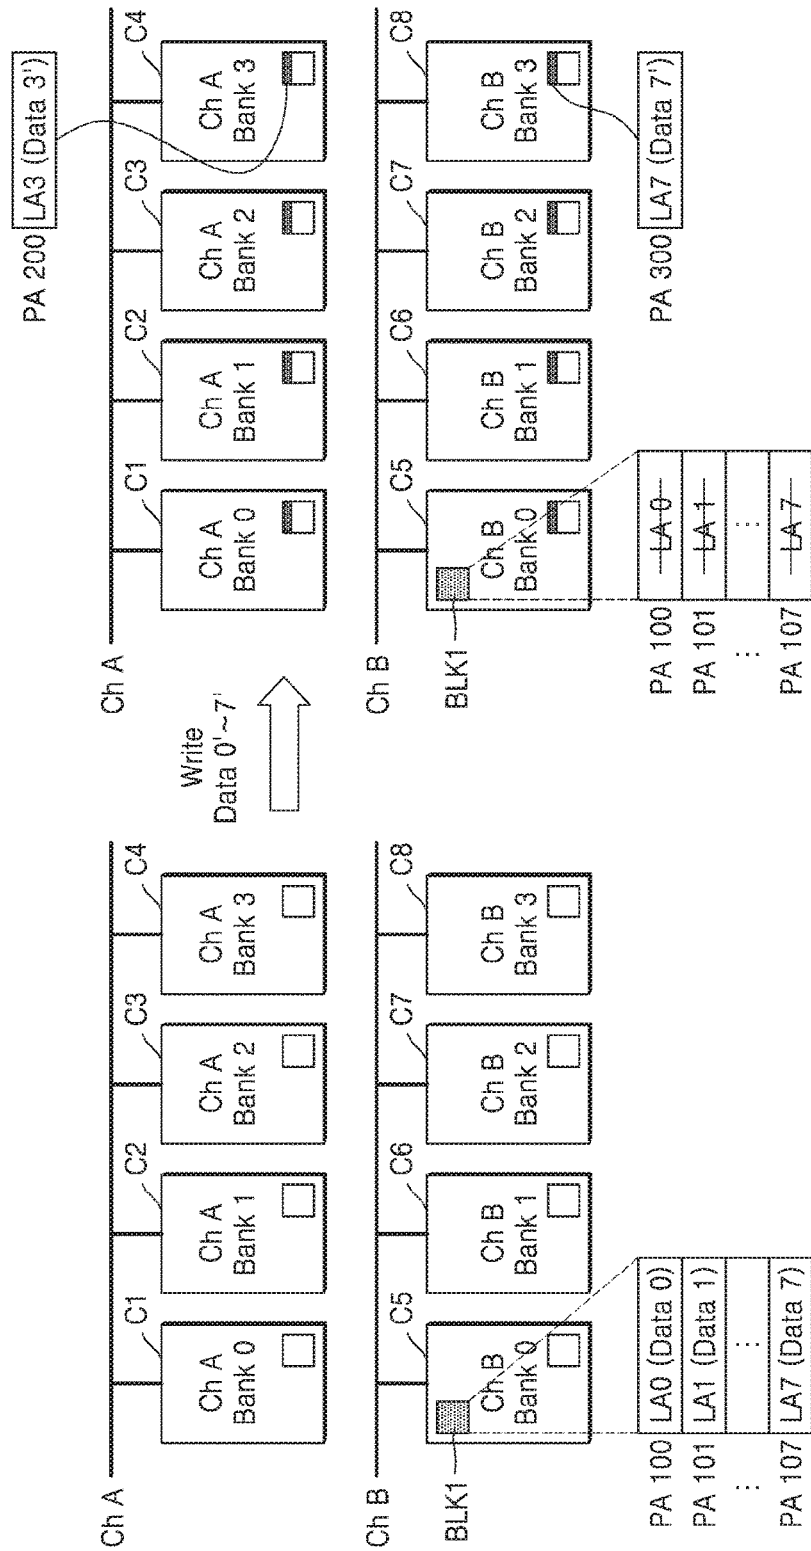 Ch A
C1
C2
C3
C4
Ch A
Bank 0
Ch A
Bank 1
Ch A
Bank 2
Ch A
Bank 3
Ch B
C5
C6
C7
C8
Ch B
Bank 0
Ch B
Bank 1
Ch B
Bank 2
Ch B
Bank 3
BLK1
PA 100 LA0 (Data 0)
PA 101 LA1 (Data 1)
⋮ ⋮
PA 107 LA7 (Data 7)
Write
Data 0'~7'
PA 200 LA3 (Data 3')
Ch A
C1
C2
C3
C4
Ch A
Bank 0
Ch A
Bank 1
Ch A
Bank 2
Ch A
Bank 3
Ch B
C5
C6
C7
C8
Ch B
Bank 0
Ch B
Bank 1
Ch B
Bank 2
Ch B
Bank 3
BLK1
PA 100 LA 0
PA 101 LA 1
⋮ ⋮
PA 107 LA 7
PA 300 LA7 (Data 7')